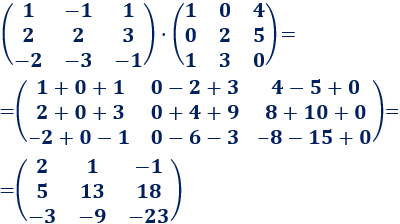 ( 1 −1 1 ) ( 1 0 4 )
( 2 2 3 ) · ( 0 2 5 ) =
( −2 −3 −1 ) ( 1 3 0 )
( 1 + 0 + 1 0 − 2 + 3 4 − 5 + 0 )
= ( 2 + 0 + 3 0 + 4 + 9 8 + 10 + 0 ) =
( −2 + 0 − 1 0 − 6 − 3 −8 − 15 + 0 )
( 2 1 −1 )
= ( 5 13 18 )
( −3 −9 −23 )